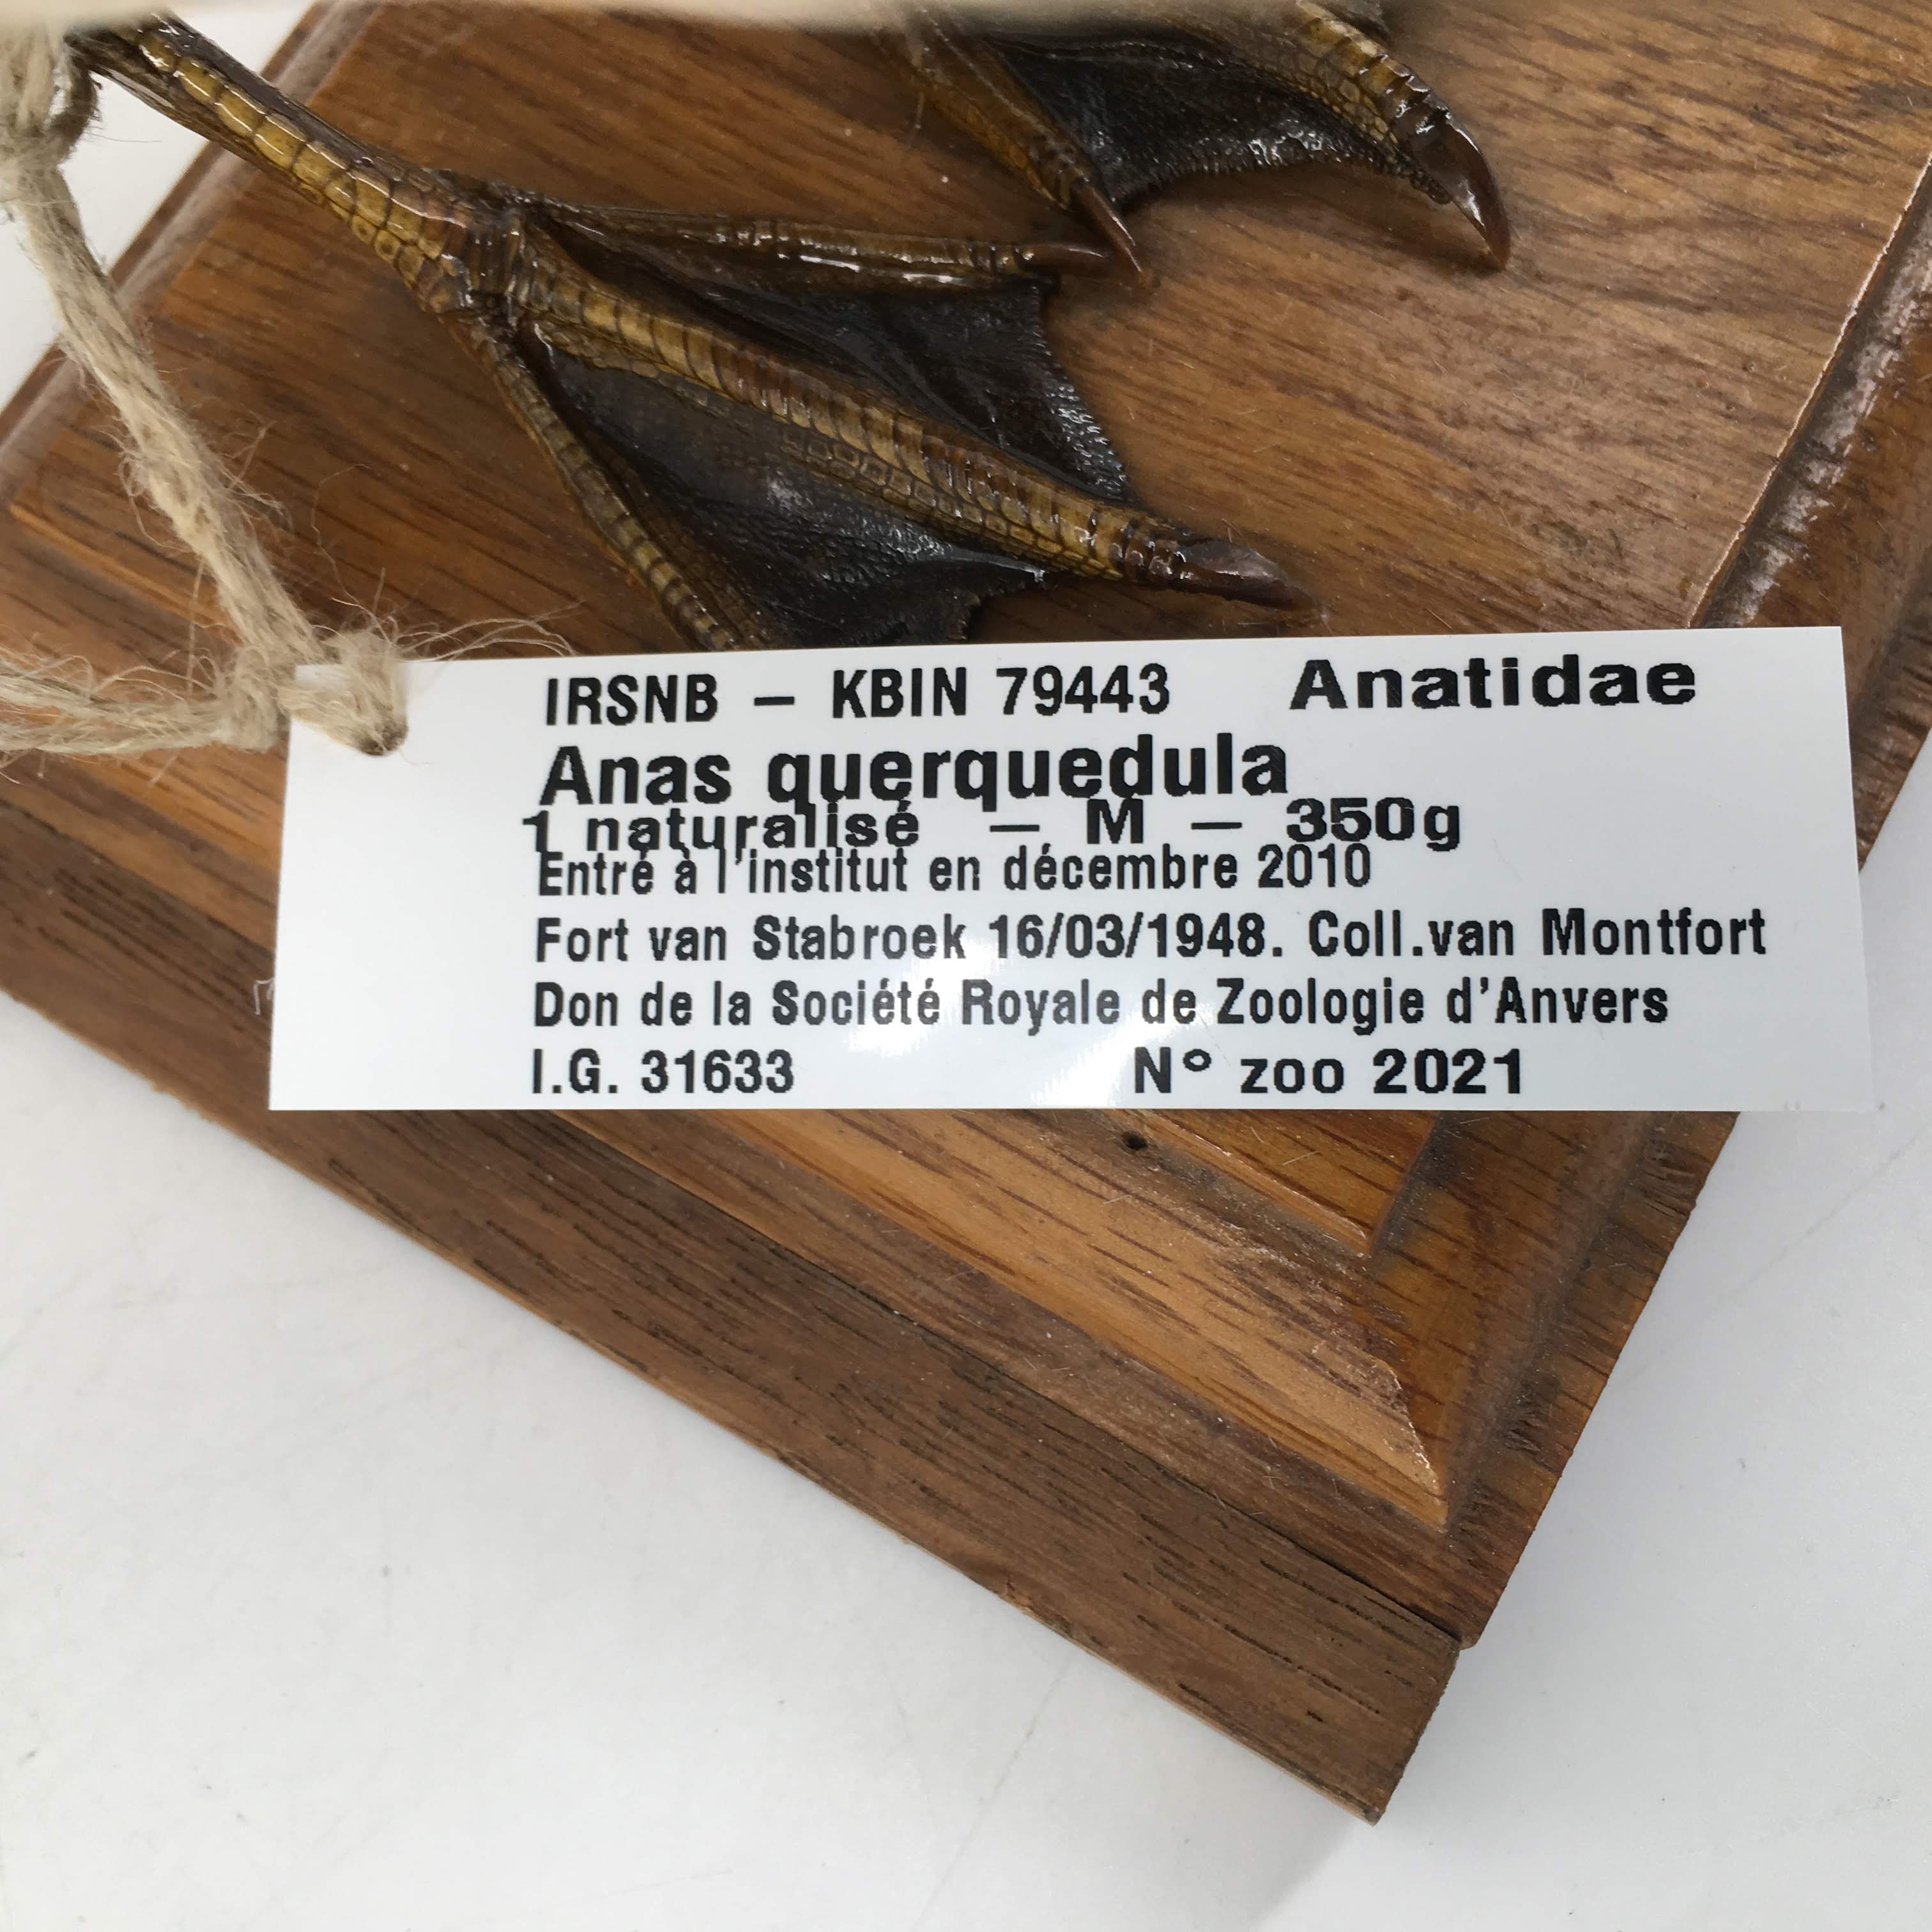 IRSNB – KBIN 79443 Anatidae
Anas querquedula
1 naturalisé – M – 350g
Entré à l'institut en décembre 2010
Fort van Stabroek 16/03/1948. Coll.van Montfort
Don de la Société Royale de Zoologie d'Anvers
I.G. 31633 N° zoo 2021